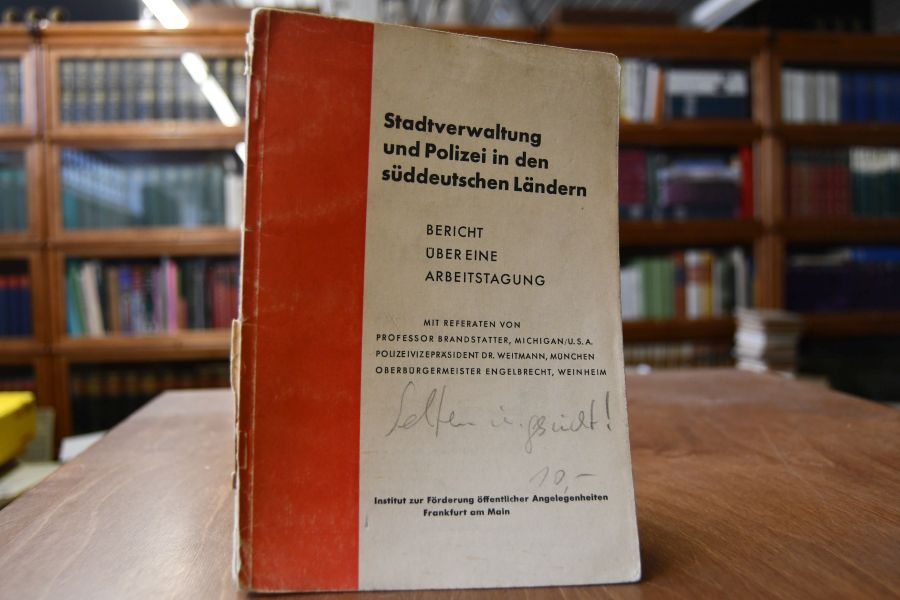 Stadtverwaltung
und Polizei in den
süddeutschen Ländern
BERICHT
ÜBER EINE
ARBEITSTAGUNG
MIT REFERATEN VON
PROFESSOR BRANDSTATTER, MICHIGAN/U.S.A.
POLIZEIVIZEPRÄSIDENT DR. WEITMANN, MÜNCHEN
OBERBÜRGERMEISTER ENGELBRECHT, WEINHEIM
Selten u. gesucht!
10,-
Institut zur Förderung öffentlicher Angelegenheiten
Frankfurt am Main